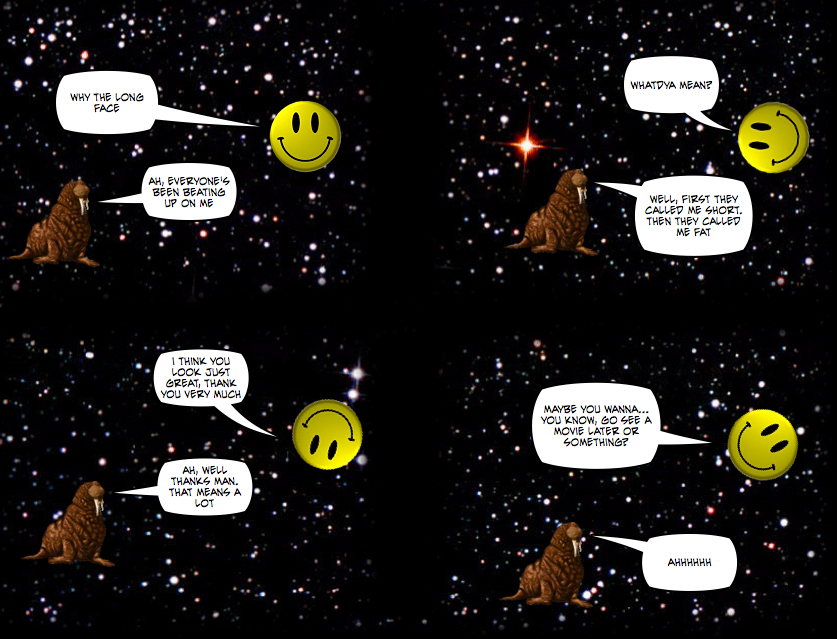 WHY THE LONG
FACE
AH, EVERYONE'S
BEEN BEATING
UP ON ME
WHATDYA MEAN?
WELL, FIRST THEY
CALLED ME SHORT.
THEN THEY CALLED
ME FAT
I THINK YOU
LOOK JUST
GREAT, THANK
YOU VERY MUCH
AH, WELL
THANKS MAN.
THAT MEANS A
LOT
MAYBE YOU WANNA...
YOU KNOW, GO SEE A
MOVIE LATER OR
SOMETHING?
AHHHHHH